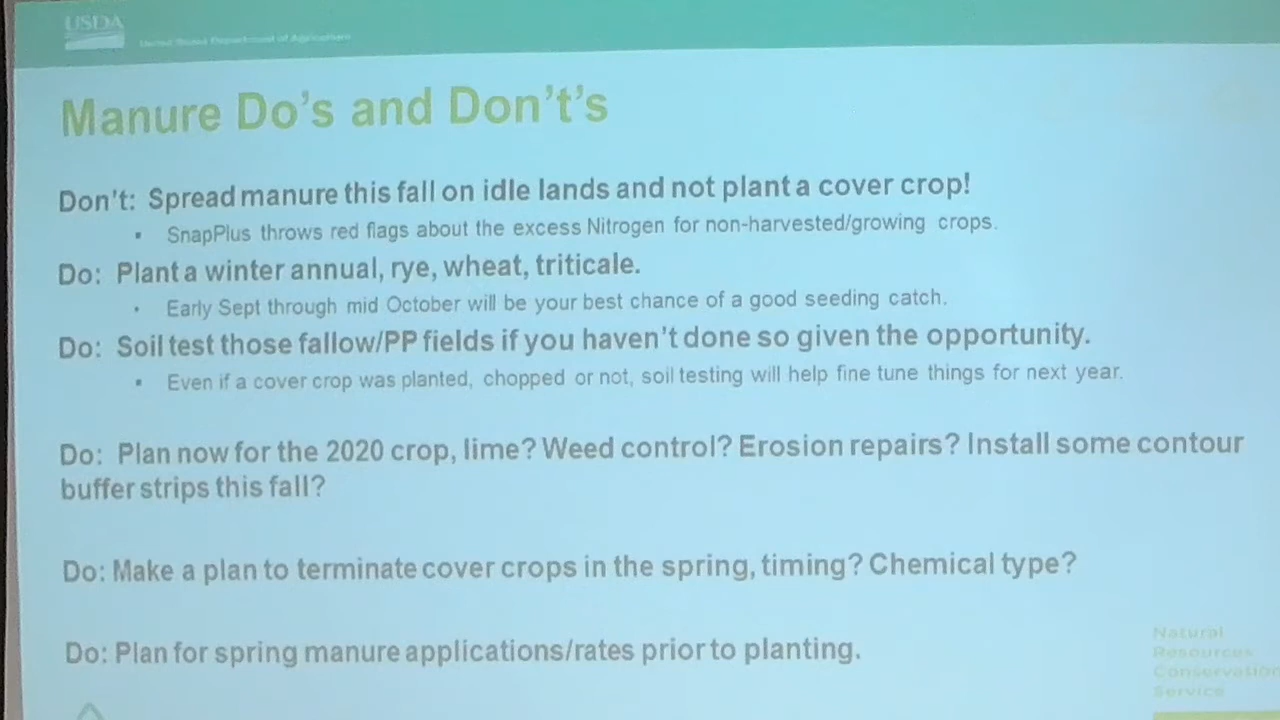 USDA
United States Department of Agriculture
Manure Do's and Don't's
Don't: Spread manure this fall on idle lands and not plant a cover crop!
▪ SnapPlus throws red flags about the excess Nitrogen for non-harvested/growing crops.
Do: Plant a winter annual, rye, wheat, triticale.
▪ Early Sept through mid October will be your best chance of a good seeding catch.
Do: Soil test those fallow/PP fields if you haven't done so given the opportunity.
▪ Even if a cover crop was planted, chopped or not, soil testing will help fine tune things for next year.
Do: Plan now for the 2020 crop, lime? Weed control? Erosion repairs? Install some contour
buffer strips this fall?
Do: Make a plan to terminate cover crops in the spring, timing? Chemical type?
Do: Plan for spring manure applications/rates prior to planting.
Natural
Resources
Conservation
Service